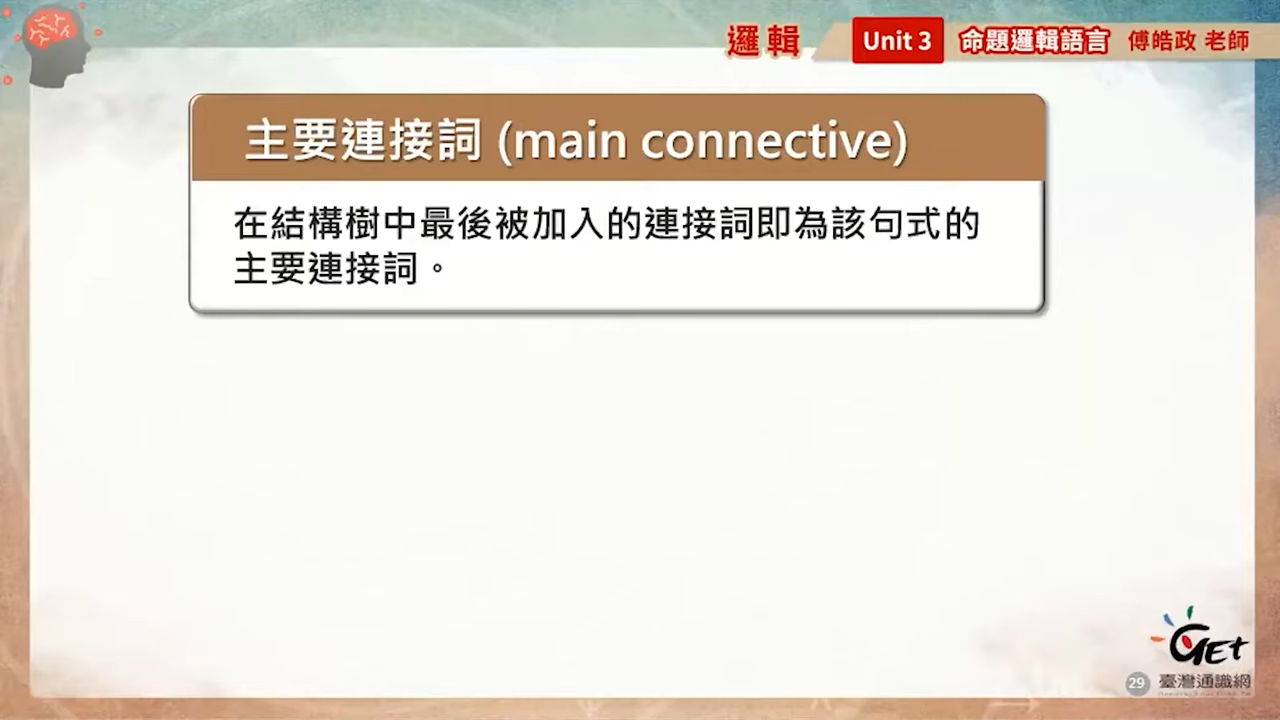 邏輯 Unit 3 命題邏輯語言 傅皓政 老師
主要連接詞 (main connective)
在結構樹中最後被加入的連接詞即為該句式的
主要連接詞。
GET
29 臺灣通識網